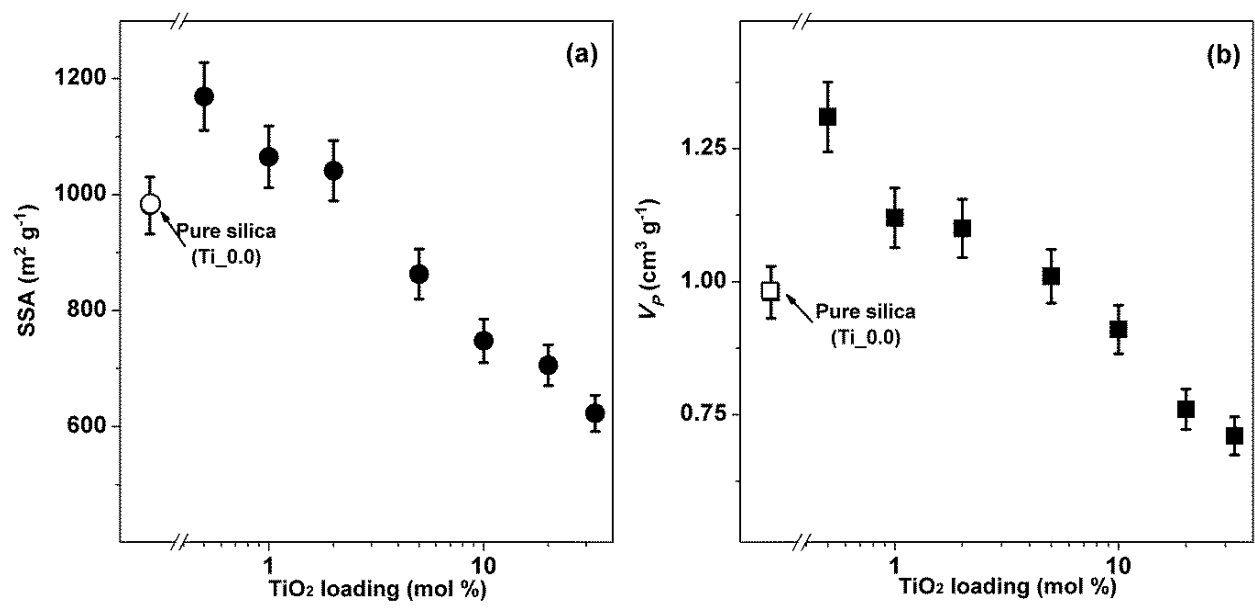 (a)
SSA (m² g⁻¹)
1200
1000
800
600
Pure silica
(Ti_0.0)
1
10
TiO₂ loading (mol %)
(b)
V_P (cm³ g⁻¹)
1.25
1.00
0.75
Pure silica
(Ti_0.0)
1
10
TiO₂ loading (mol %)